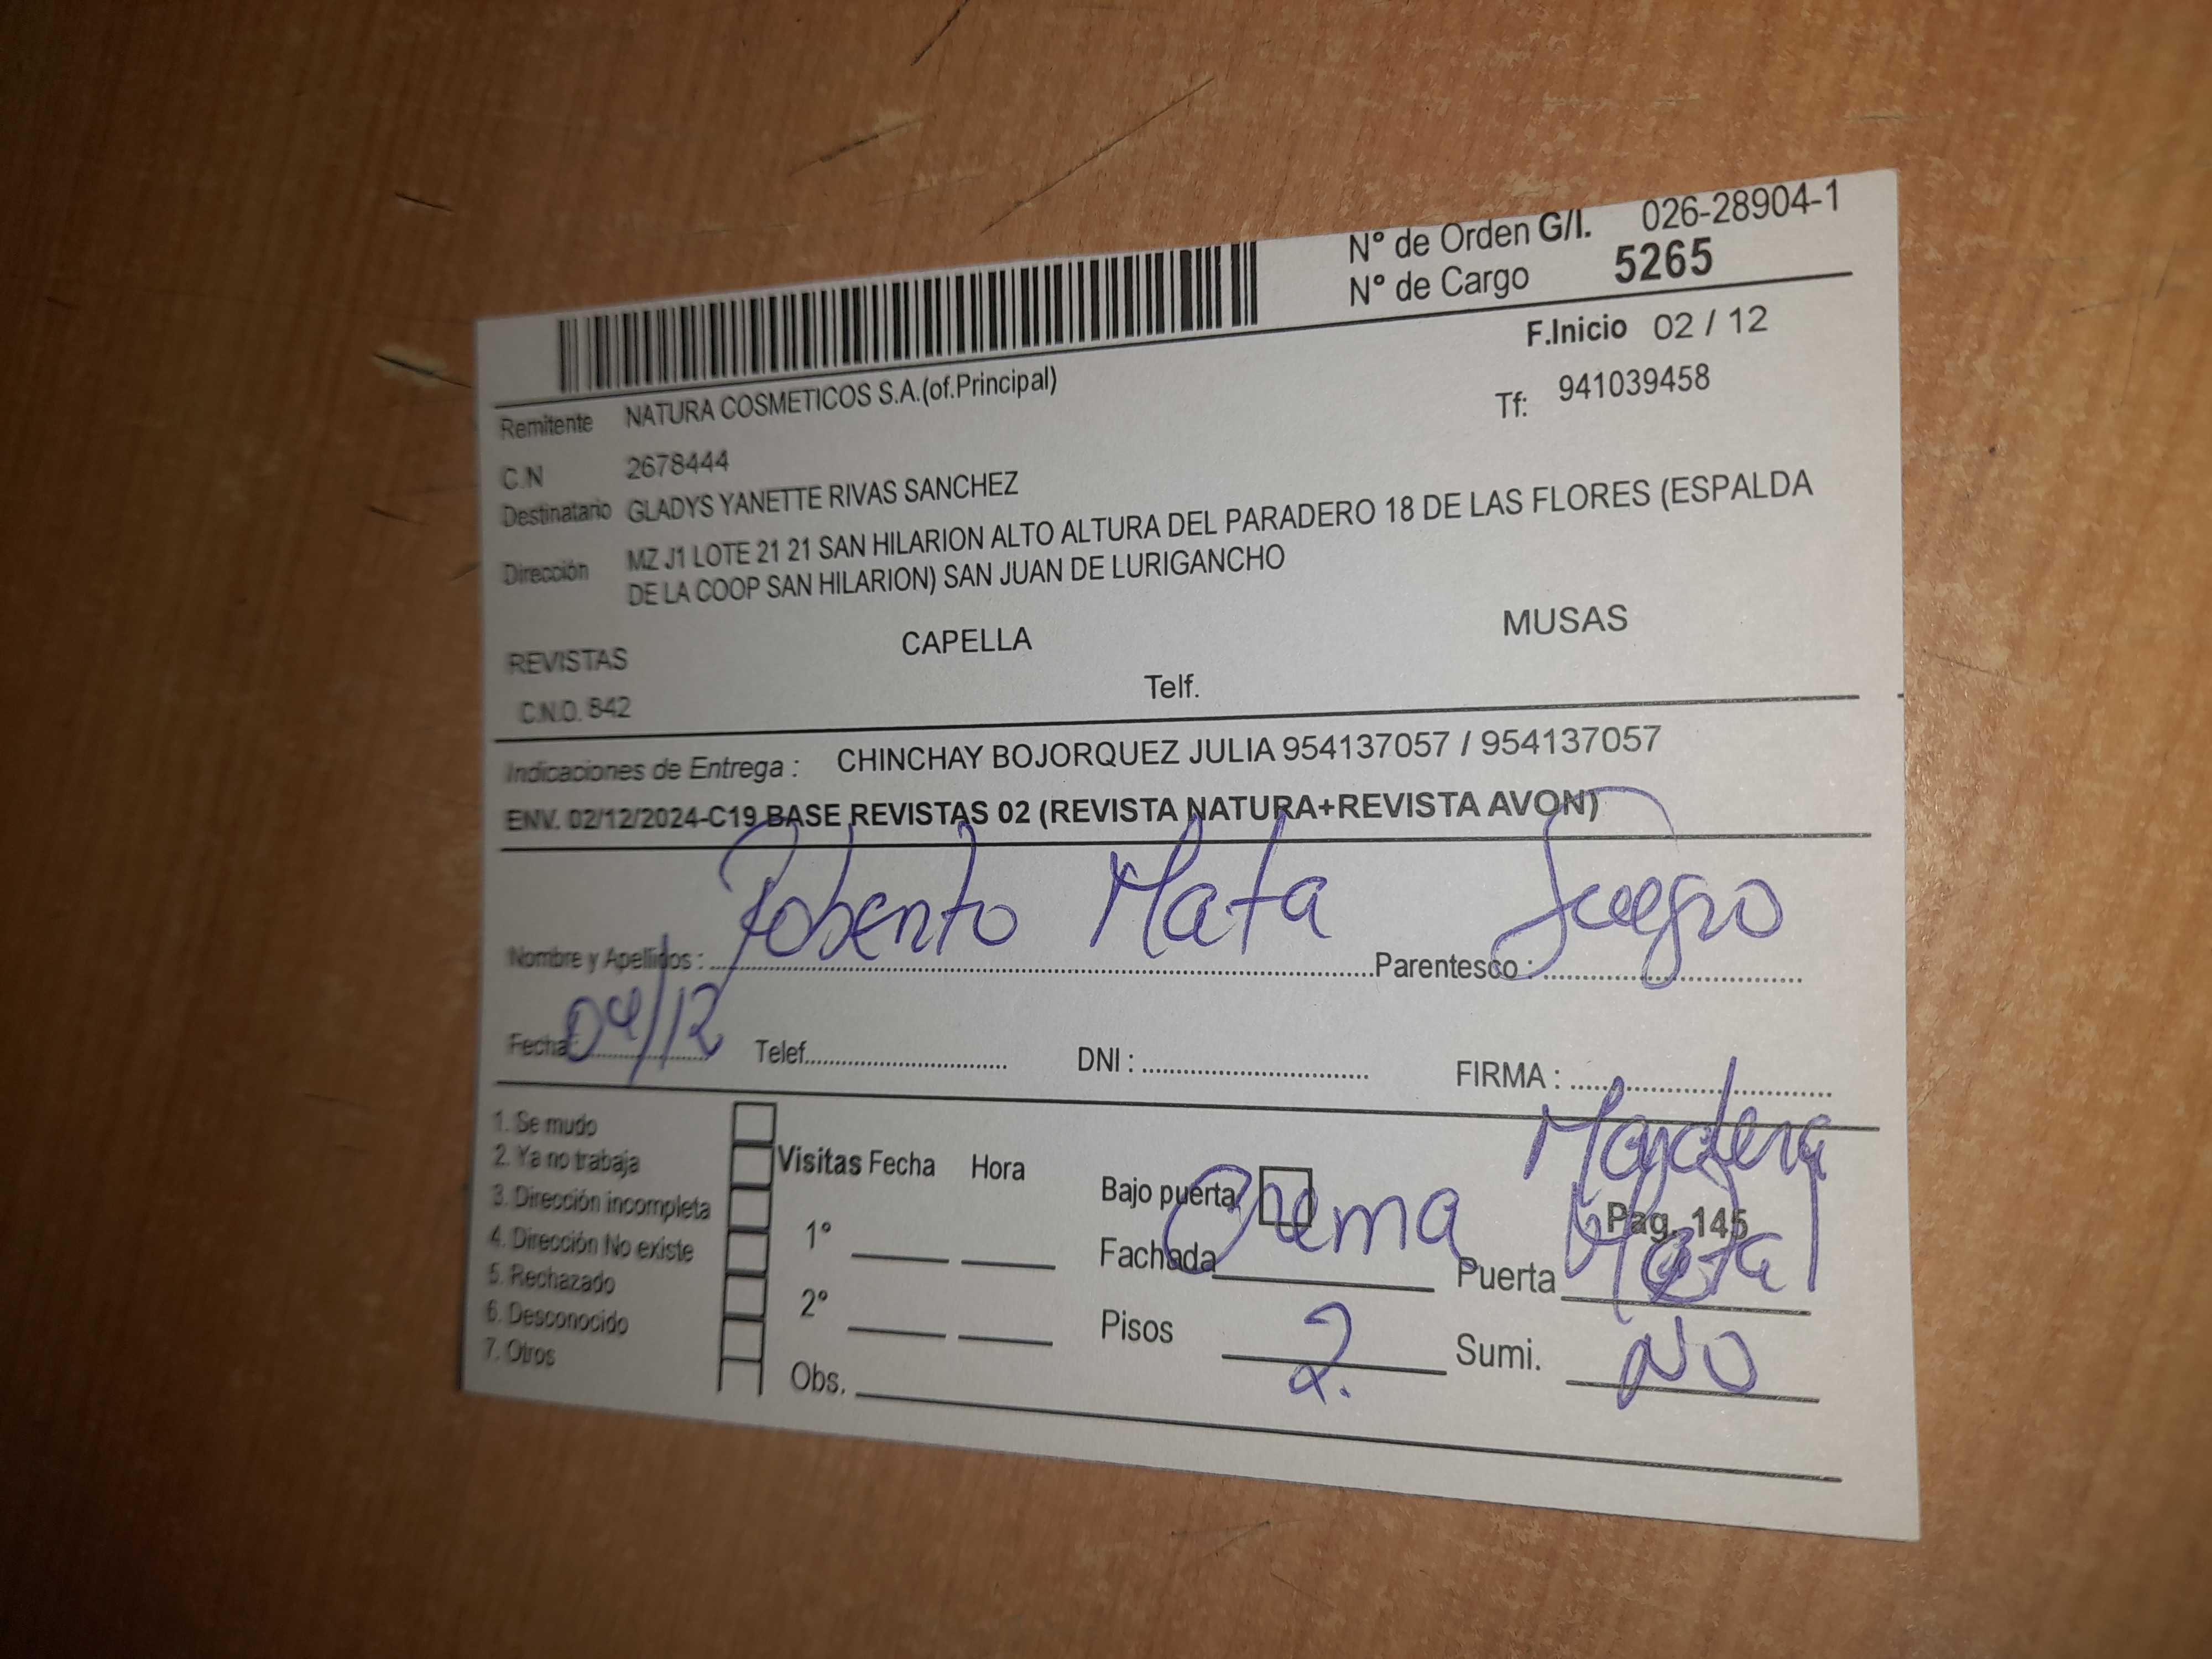 N° de Orden G/I. 026-28904-1
N° de Cargo 5265
F.Inicio 02 / 12
Remitente NATURA COSMETICOS S.A.(of.Principal)
Tf: 941039458
C.N 2678444
Destinatario GLADYS YANETTE RIVAS SANCHEZ
Dirección MZ J1 LOTE 21 21 SAN HILARION ALTO ALTURA DEL PARADERO 18 DE LAS FLORES (ESPALDA
DE LA COOP SAN HILARION) SAN JUAN DE LURIGANCHO
REVISTAS CAPELLA MUSAS
C.N.O. 842 Telf.
Indicaciones de Entrega : CHINCHAY BOJORQUEZ JULIA 954137057 / 954137057
ENV. 02/12/2024-C19 BASE REVISTAS 02 (REVISTA NATURA+REVISTA AVON)
Nombre y Apellidos : Roberto Mata Parentesco : Suegro
Fecha: 04/12 Telef. DNI : FIRMA :
1. Se mudo
2. Ya no trabaja
3. Dirección incompleta
4. Dirección No existe
5. Rechazado
6. Desconocido
7. Otros
Visitas Fecha Hora
1°
2°
Obs.
Bajo puerta
Pag. 145
Fachada Crema Puerta Madera
Pisos 2. Sumi. NO